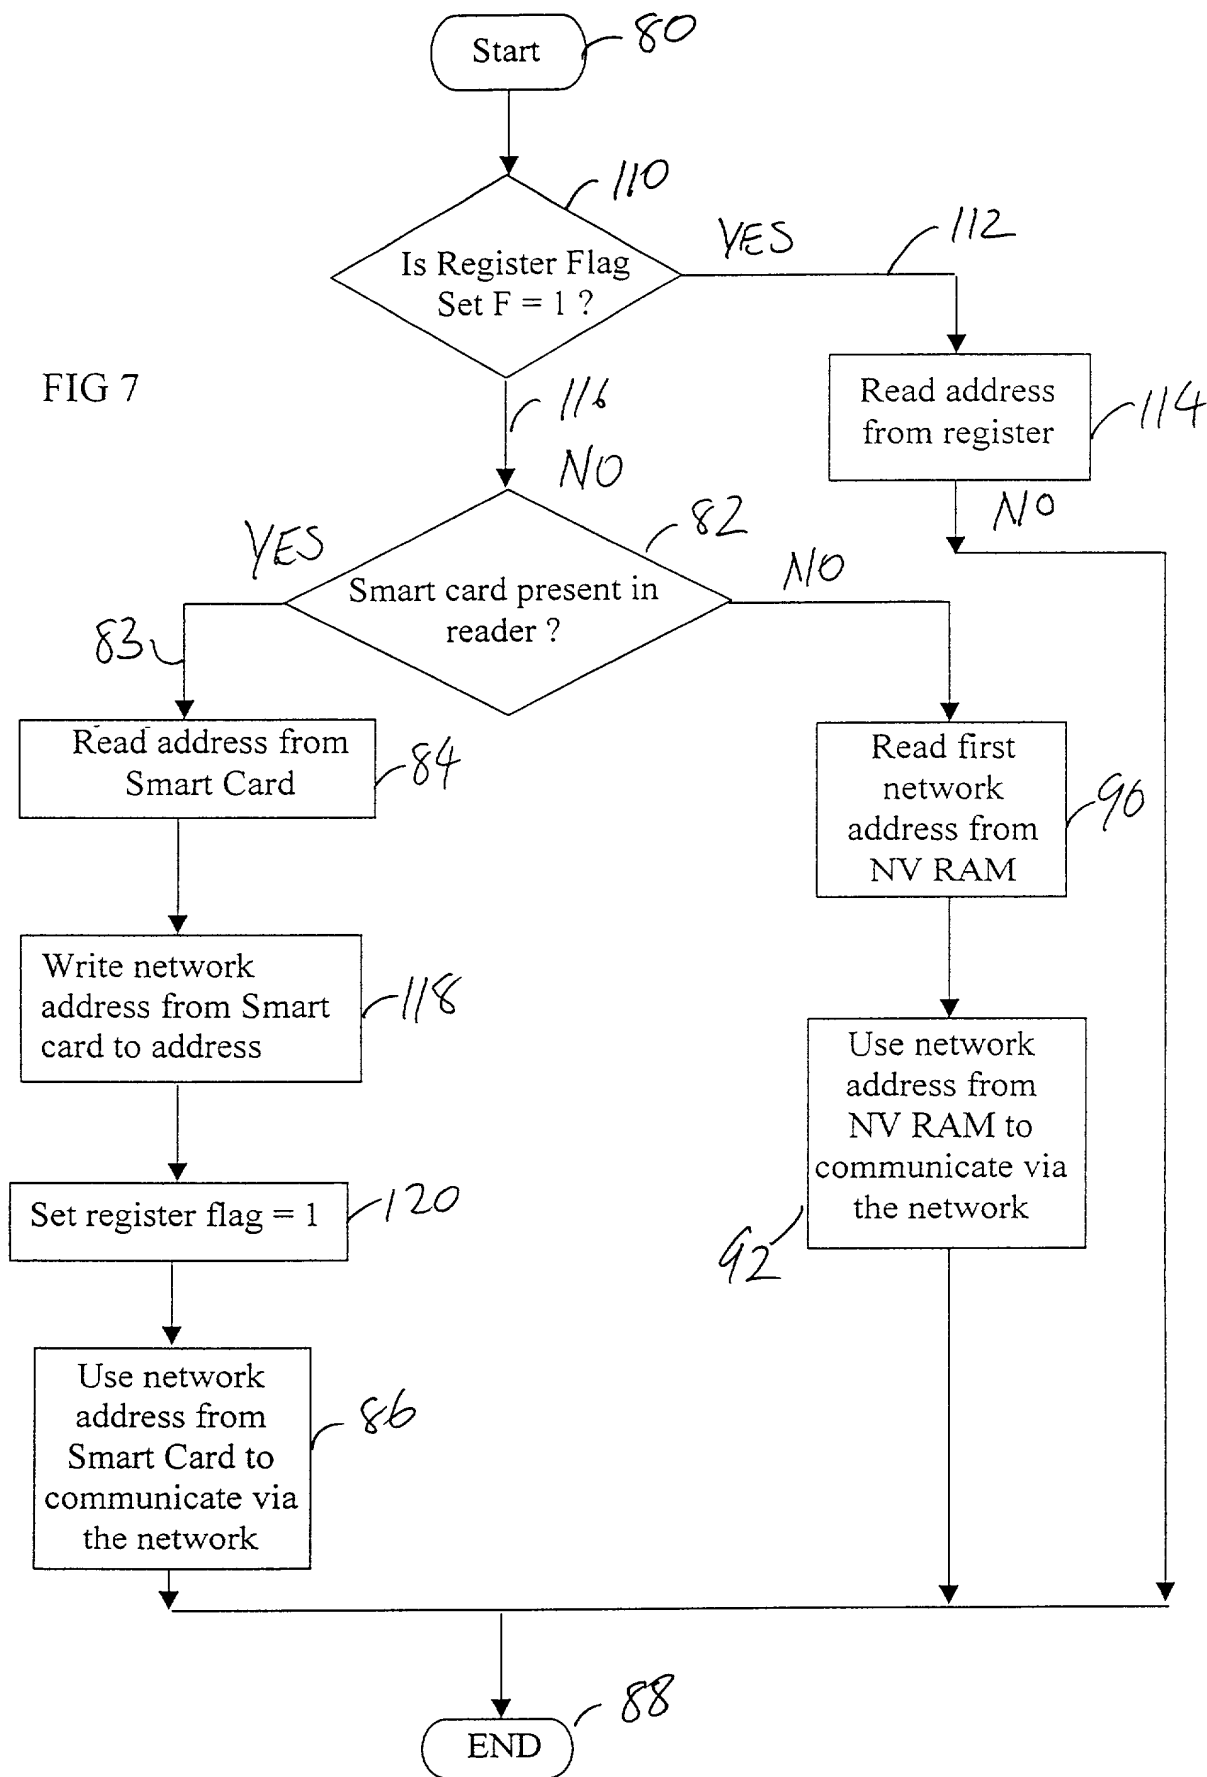 Start
80
110
Is Register Flag
Set F = 1 ?
YES
112
FIG 7
116
NO
Read address
from register
114
NO
YES
82
NO
Smart card present in
reader ?
83
Read address from
Smart Card
84
Read first
network
address from
NV RAM
90
Write network
address from Smart
card to address
118
Use network
address from
NV RAM to
communicate via
the network
92
Set register flag = 1
120
Use network
address from
Smart Card to
communicate via
the network
86
88
END